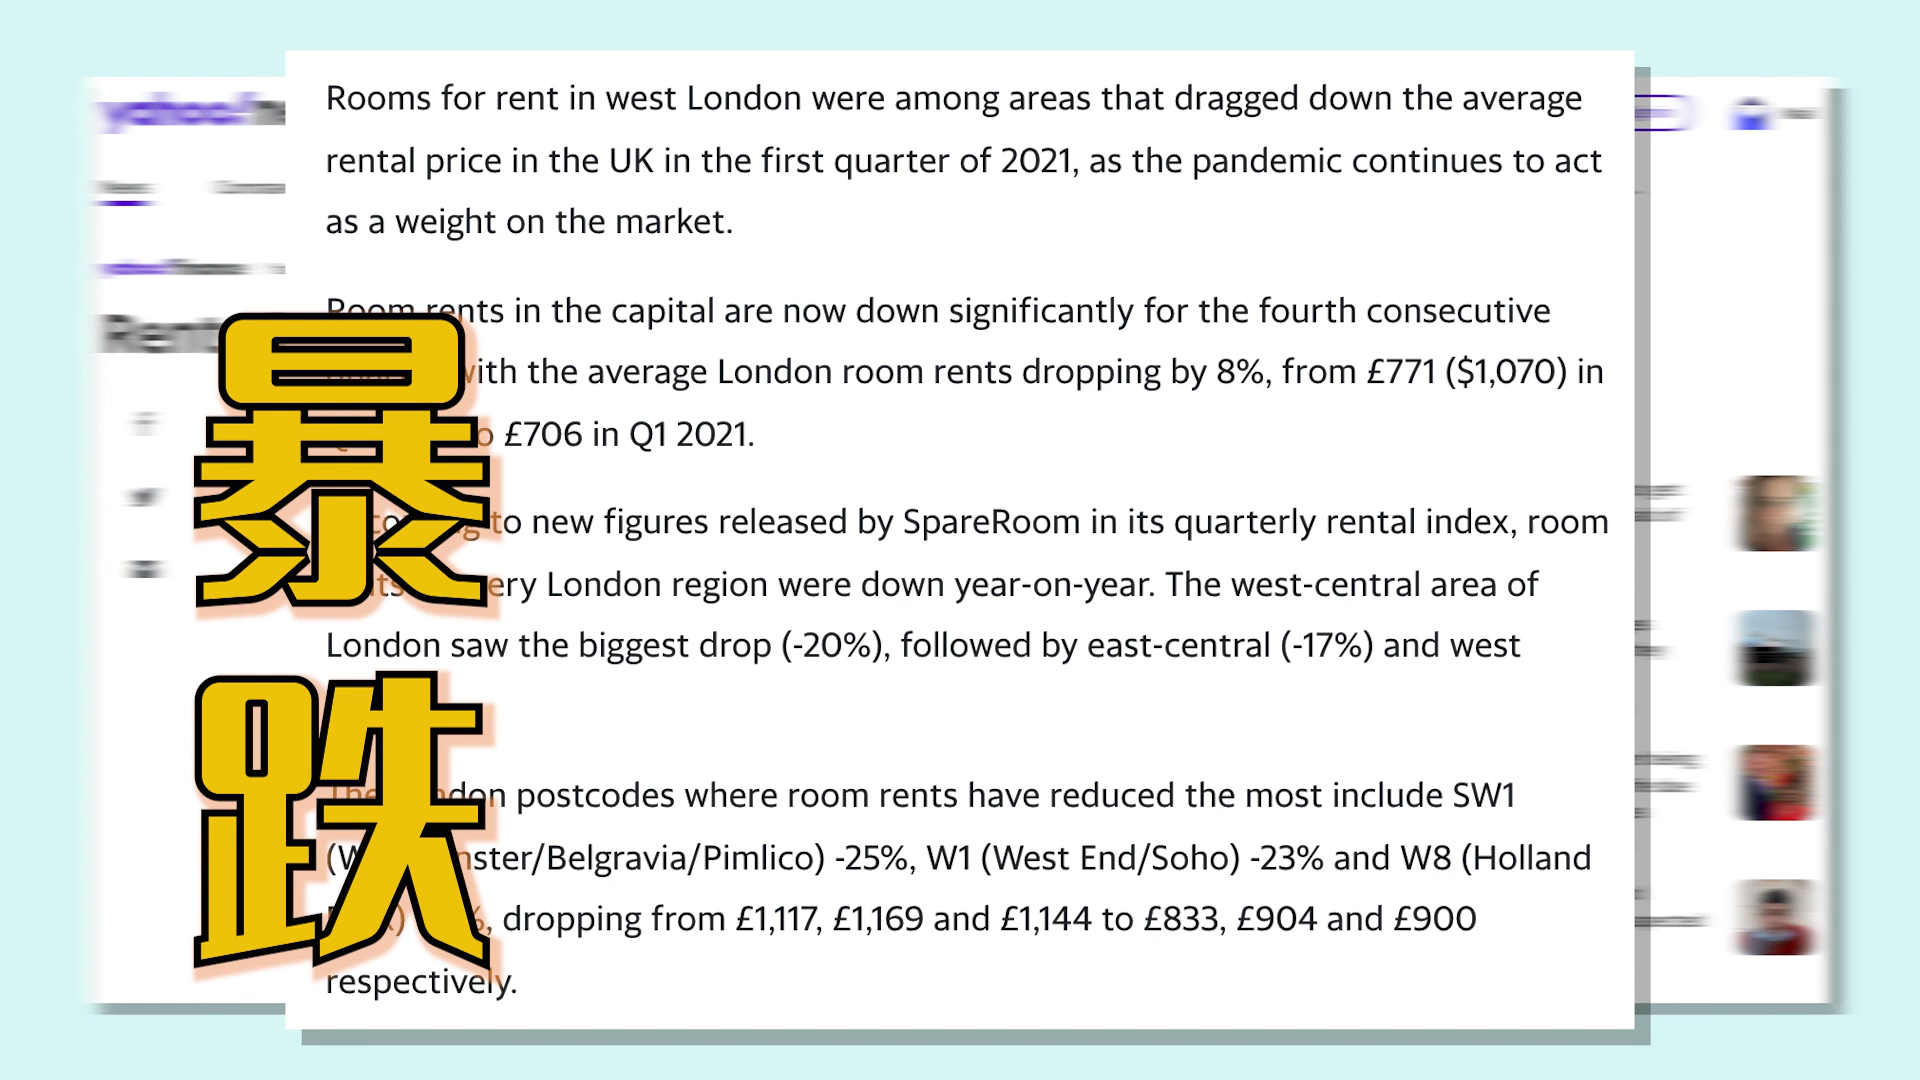 Rooms for rent in west London were among areas that dragged down the average
rental price in the UK in the first quarter of 2021, as the pandemic continues to act
as a weight on the market.
Room rents in the capital are now down significantly for the fourth consecutive
with the average London room rents dropping by 8%, from £771 ($1,070) in
£706 in Q1 2021.
to new figures released by SpareRoom in its quarterly rental index, room
London region were down year-on-year. The west-central area of
London saw the biggest drop (-20%), followed by east-central (-17%) and west
postcodes where room rents have reduced the most include SW1
/Belgravia/Pimlico) -25%, W1 (West End/Soho) -23% and W8 (Holland
dropping from £1,117, £1,169 and £1,144 to £833, £904 and £900
respectively.
暴
跌
yahoo!
Rent